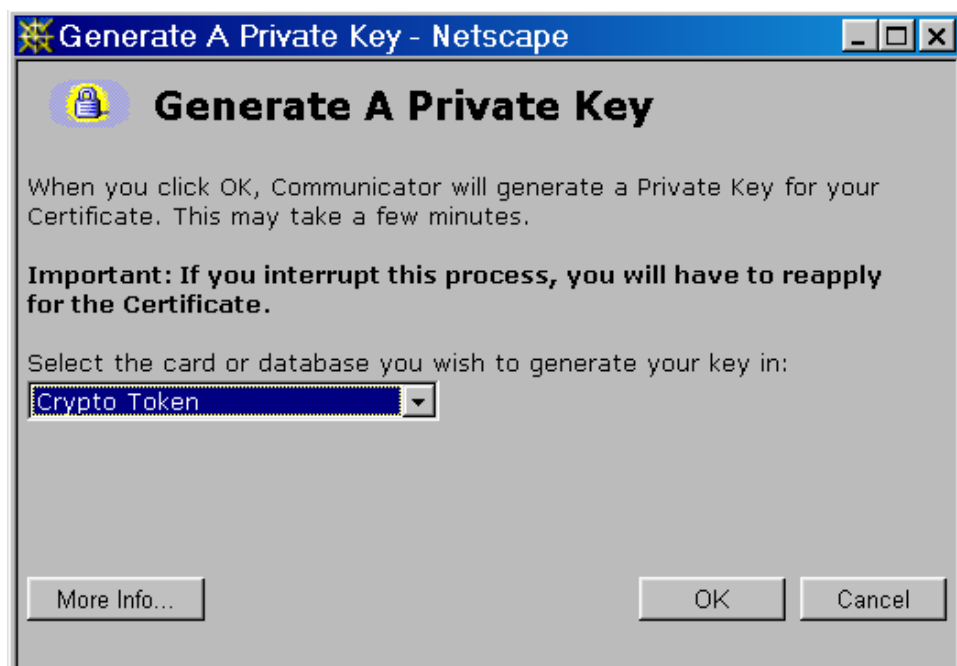 Generate A Private Key - Netscape
Generate A Private Key
When you click OK, Communicator will generate a Private Key for your
Certificate. This may take a few minutes.
Important: If you interrupt this process, you will have to reapply
for the Certificate.
Select the card or database you wish to generate your key in:
Crypto Token
More Info...
OK
Cancel